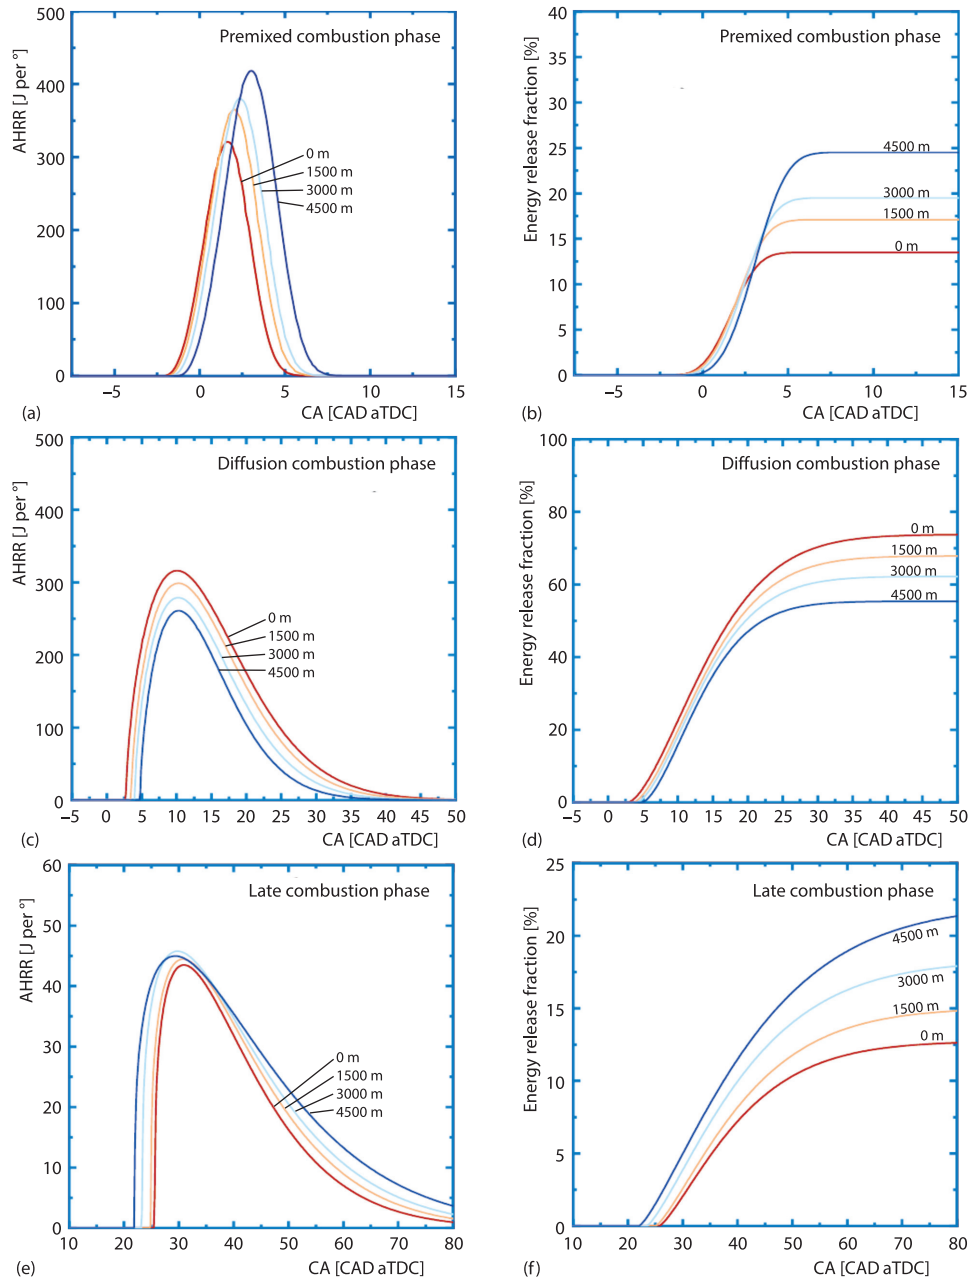 500
400
300
200
100
0
AHRR [J per °]
Premixed combustion phase
0 m
1500 m
3000 m
4500 m
−5 0 5 10 15
(a) CA [CAD aTDC]
40
35
30
25
20
15
10
5
0
Energy release fraction [%]
Premixed combustion phase
4500 m
3000 m
1500 m
0 m
−5 0 5 10 15
(b) CA [CAD aTDC]
500
400
300
200
100
0
AHRR [J per °]
Diffusion combustion phase
0 m
1500 m
3000 m
4500 m
−5 0 5 10 15 20 25 30 35 40 45 50
(c) CA [CAD aTDC]
100
80
60
40
20
0
Energy release fraction [%]
Diffusion combustion phase
0 m
1500 m
3000 m
4500 m
−5 0 5 10 15 20 25 30 35 40 45 50
(d) CA [CAD aTDC]
60
50
40
30
20
10
0
AHRR [J per °]
Late combustion phase
0 m
1500 m
3000 m
4500 m
10 20 30 40 50 60 70 80
(e) CA [CAD aTDC]
25
20
15
10
5
0
Energy release fraction [%]
Late combustion phase
4500 m
3000 m
1500 m
0 m
10 20 30 40 50 60 70 80
(f) CA [CAD aTDC]